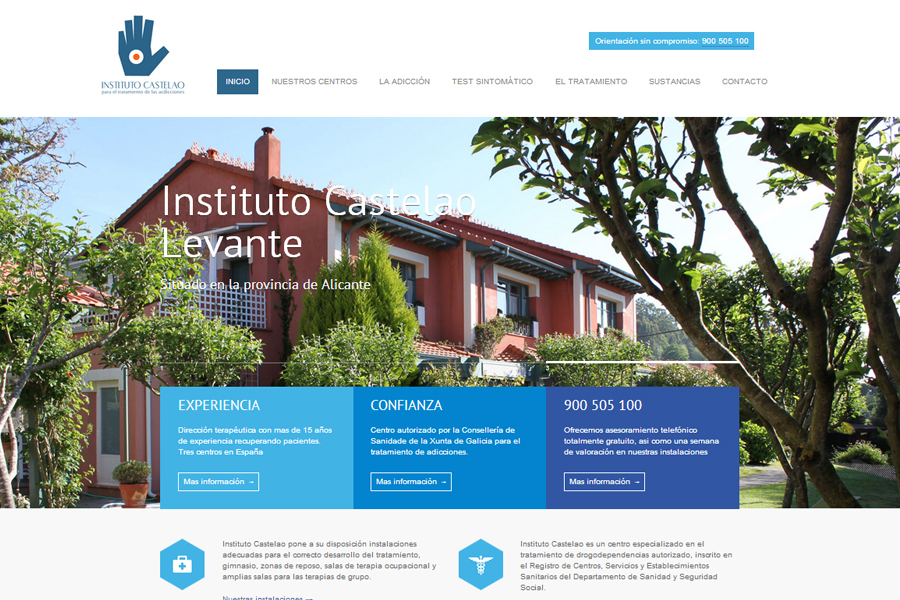 INSTITUTO CASTELAO
para el tratamiento de las adicciones
Orientación sin compromiso: 900 505 100
INICIO
NUESTROS CENTROS
LA ADICCIÓN
TEST SINTOMÁTICO
EL TRATAMIENTO
SUSTANCIAS
CONTACTO
Instituto Castelao
Levante
Situado en la provincia de Alicante
EXPERIENCIA
Dirección terapéutica con mas de 15 años
de experiencia recuperando pacientes.
Tres centros en España
Mas información →
CONFIANZA
Centro autorizado por la Consellería de
Sanidade de la Xunta de Galicia para el
tratamiento de adicciones.
Mas información →
900 505 100
Ofrecemos asesoramiento telefónico
totalmente gratuito, asi como una semana
de valoración en nuestras instalaciones
Mas información →
Instituto Castelao pone a su disposición instalaciones
adecuadas para el correcto desarrollo del tratamiento,
gimnasio, zonas de reposo, salas de terapia ocupacional y
amplias salas para las terapias de grupo.
Nuestras instalaciones →
Instituto Castelao es un centro especializado en el
tratamiento de drogodependencias autorizado, inscrito en
el Registro de Centros, Servicios y Establecimientos
Sanitarios del Departamento de Sanidad y Seguridad
Social.